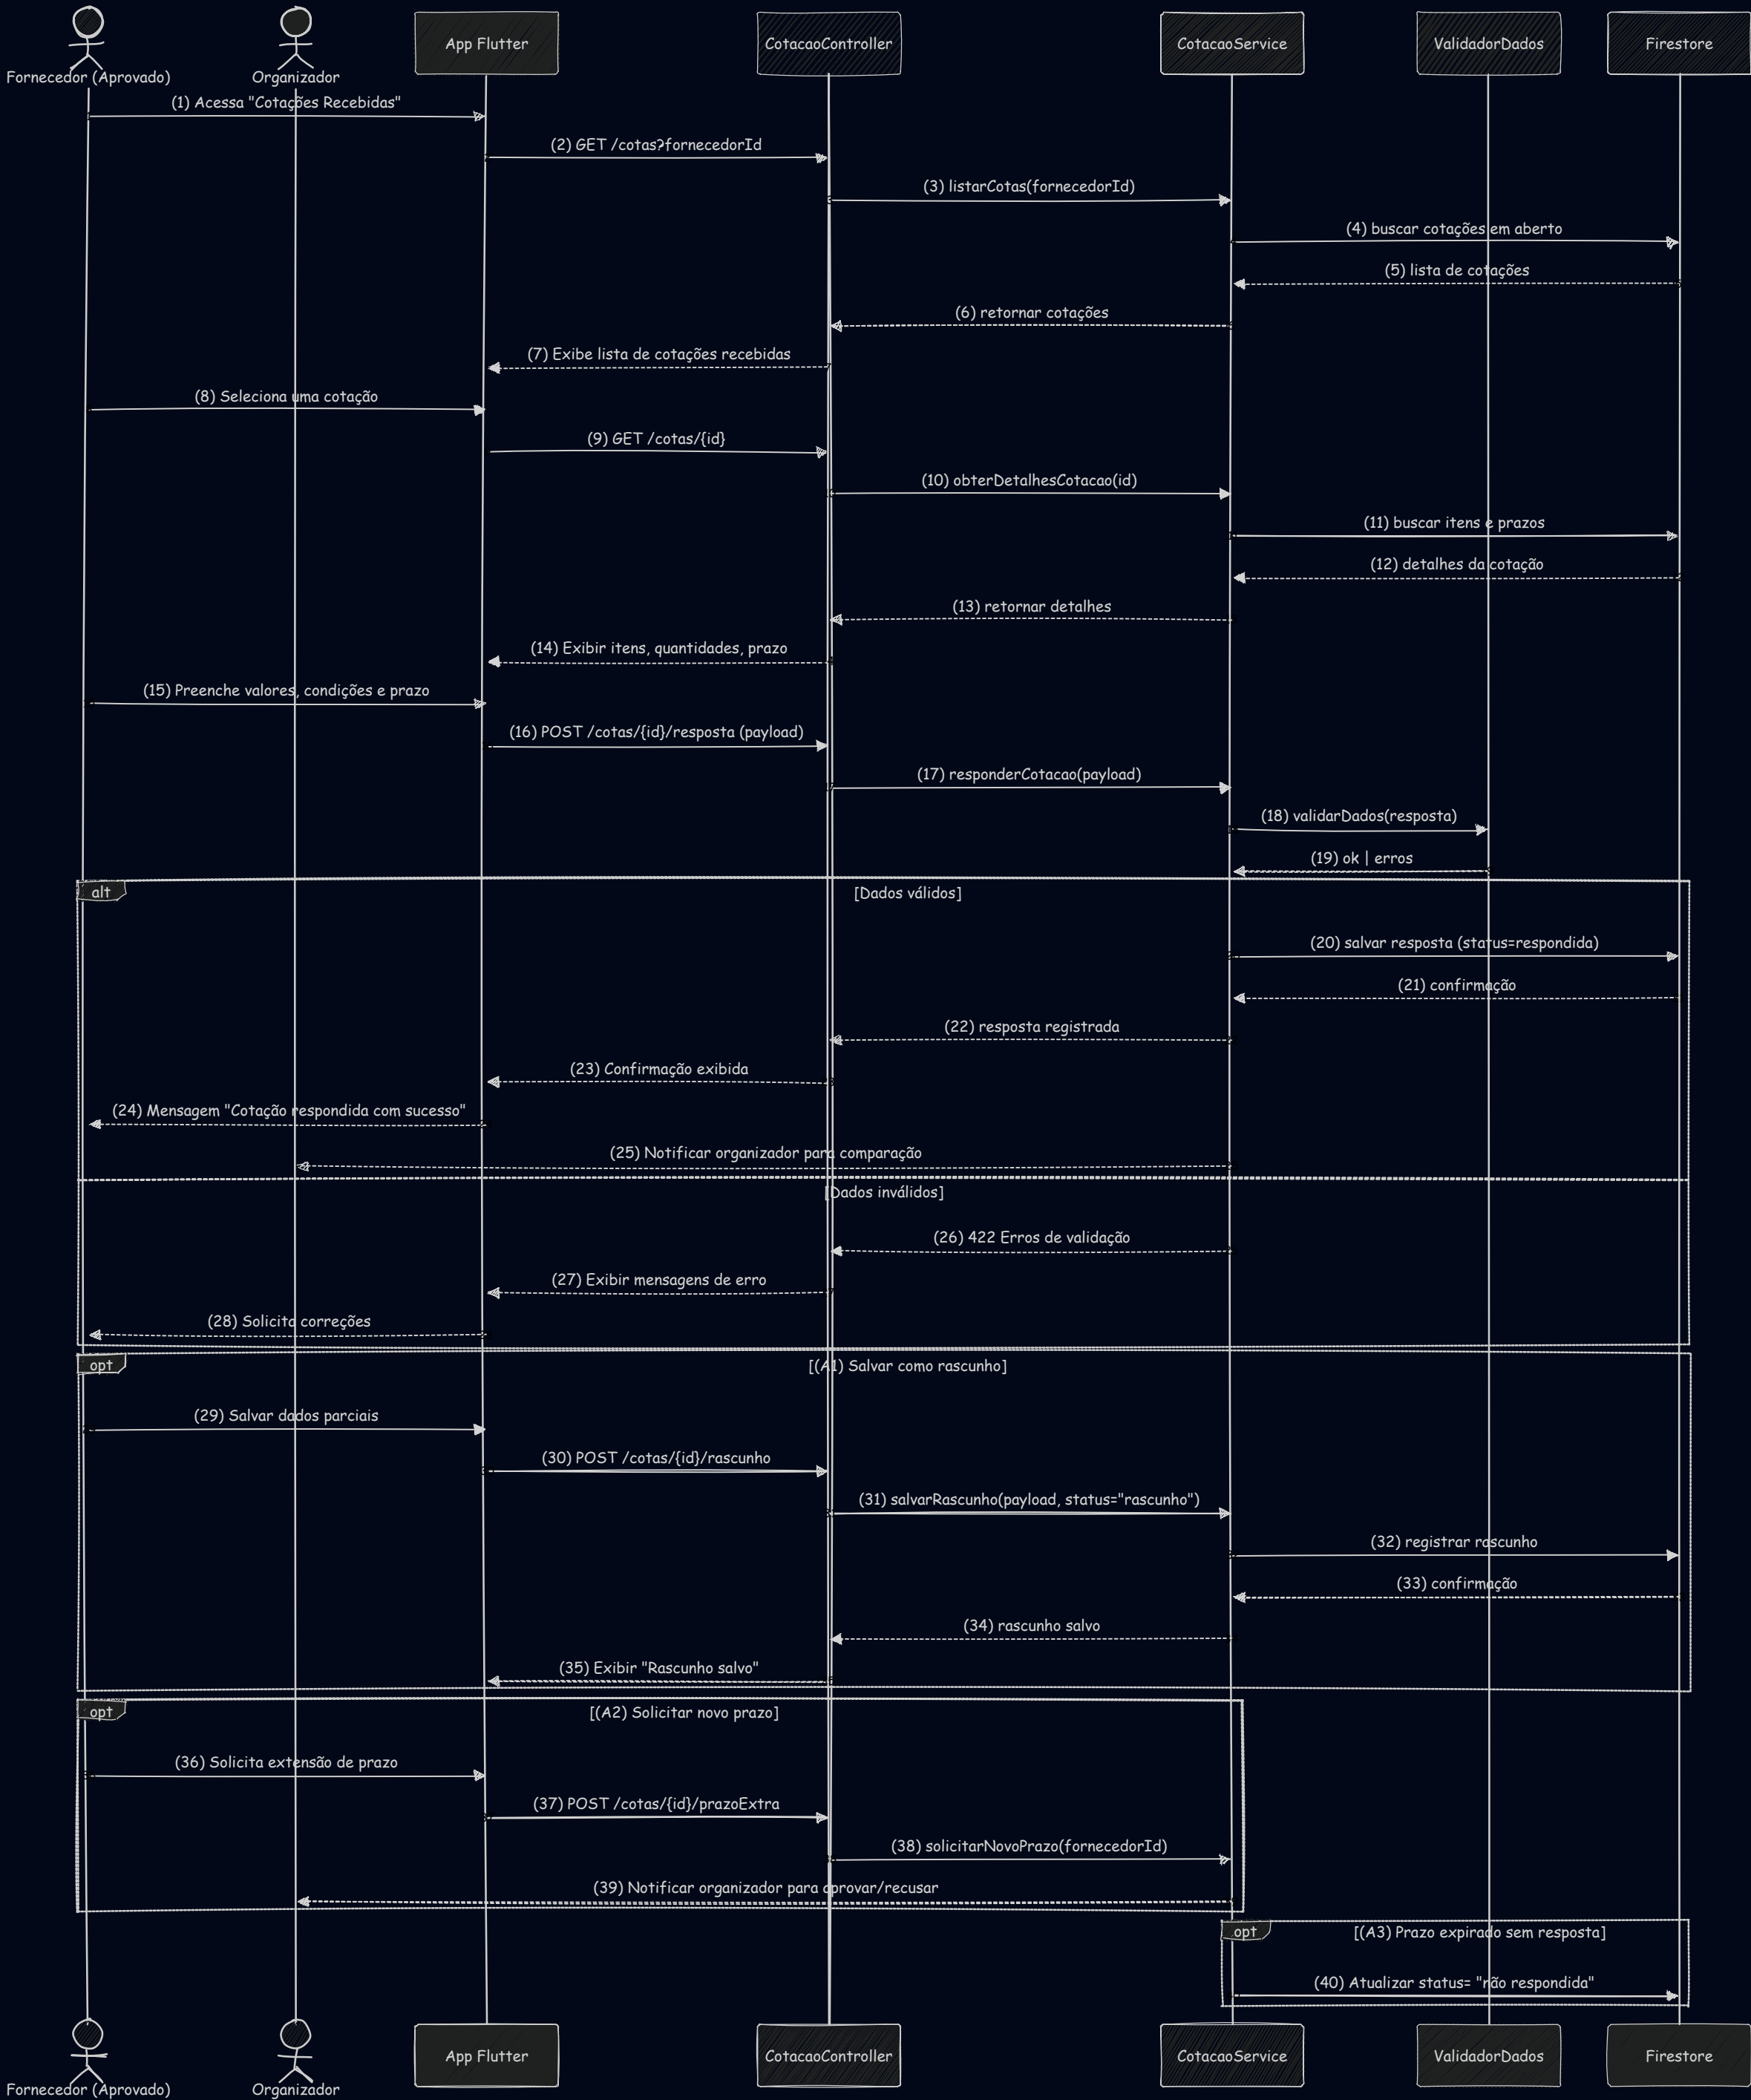 Fornecedor (Aprovado)
Organizador
App Flutter
CotacaoController
CotacaoService
ValidadorDados
Firestore
(1) Acessa "Cotações Recebidas"
(2) GET /cotas?fornecedorId
(3) listarCotas(fornecedorId)
(4) buscar cotações em aberto
(5) lista de cotações
(6) retornar cotações
(7) Exibe lista de cotações recebidas
(8) Seleciona uma cotação
(9) GET /cotas/{id}
(10) obterDetalhesCotacao(id)
(11) buscar itens e prazos
(12) detalhes da cotação
(13) retornar detalhes
(14) Exibir itens, quantidades, prazo
(15) Preenche valores, condições e prazo
(16) POST /cotas/{id}/resposta (payload)
(17) responderCotacao(payload)
(18) validarDados(resposta)
(19) ok | erros
alt
[Dados válidos]
(20) salvar resposta (status=respondida)
(21) confirmação
(22) resposta registrada
(23) Confirmação exibida
(24) Mensagem "Cotação respondida com sucesso"
(25) Notificar organizador para comparação
[Dados inválidos]
(26) 422 Erros de validação
(27) Exibir mensagens de erro
(28) Solicita correções
opt
[(A1) Salvar como rascunho]
(29) Salvar dados parciais
(30) POST /cotas/{id}/rascunho
(31) salvarRascunho(payload, status="rascunho")
(32) registrar rascunho
(33) confirmação
(34) rascunho salvo
(35) Exibir "Rascunho salvo"
opt
[(A2) Solicitar novo prazo]
(36) Solicita extensão de prazo
(37) POST /cotas/{id}/prazoExtra
(38) solicitarNovoPrazo(fornecedorId)
(39) Notificar organizador para aprovar/recusar
opt
[(A3) Prazo expirado sem resposta]
(40) Atualizar status= "não respondida"
Fornecedor (Aprovado)
Organizador
App Flutter
CotacaoController
CotacaoService
ValidadorDados
Firestore